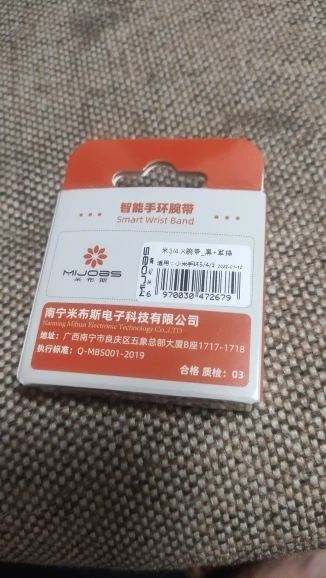 智能手环腕带
Smart Wrist Band
MIJOBS
米布斯
MIJOBS
米5/4 X腕带_黑+军绿
适用：小米手环5/4/3
6 970030 472679
南宁米布斯电子科技有限公司
Nanning Mibusi Electronic Technology Co.,LTD
地址：广西南宁市良庆区五象总部大厦B座1717-1718
执行标准：Q-MBS001-2019
合格 质检：03